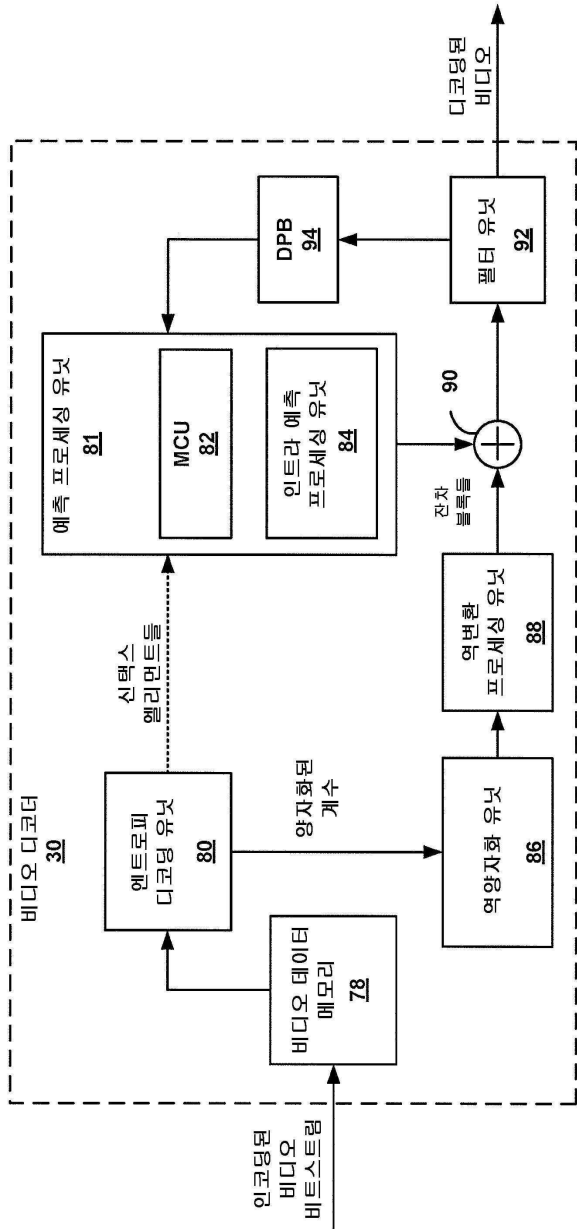 비디오 디코더
30
인코딩된
비디오
비트스트림
비디오 데이터
메모리
78
엔트로피
디코딩 유닛
80
신택스
엘리먼트들
양자화된
계수
예측 프로세싱 유닛
81
MCU
82
인트라 예측
프로세싱 유닛
84
역양자화 유닛
86
역변환
프로세싱 유닛
88
잔차
블록들
90
DPB
94
필터 유닛
92
디코딩된
비디오